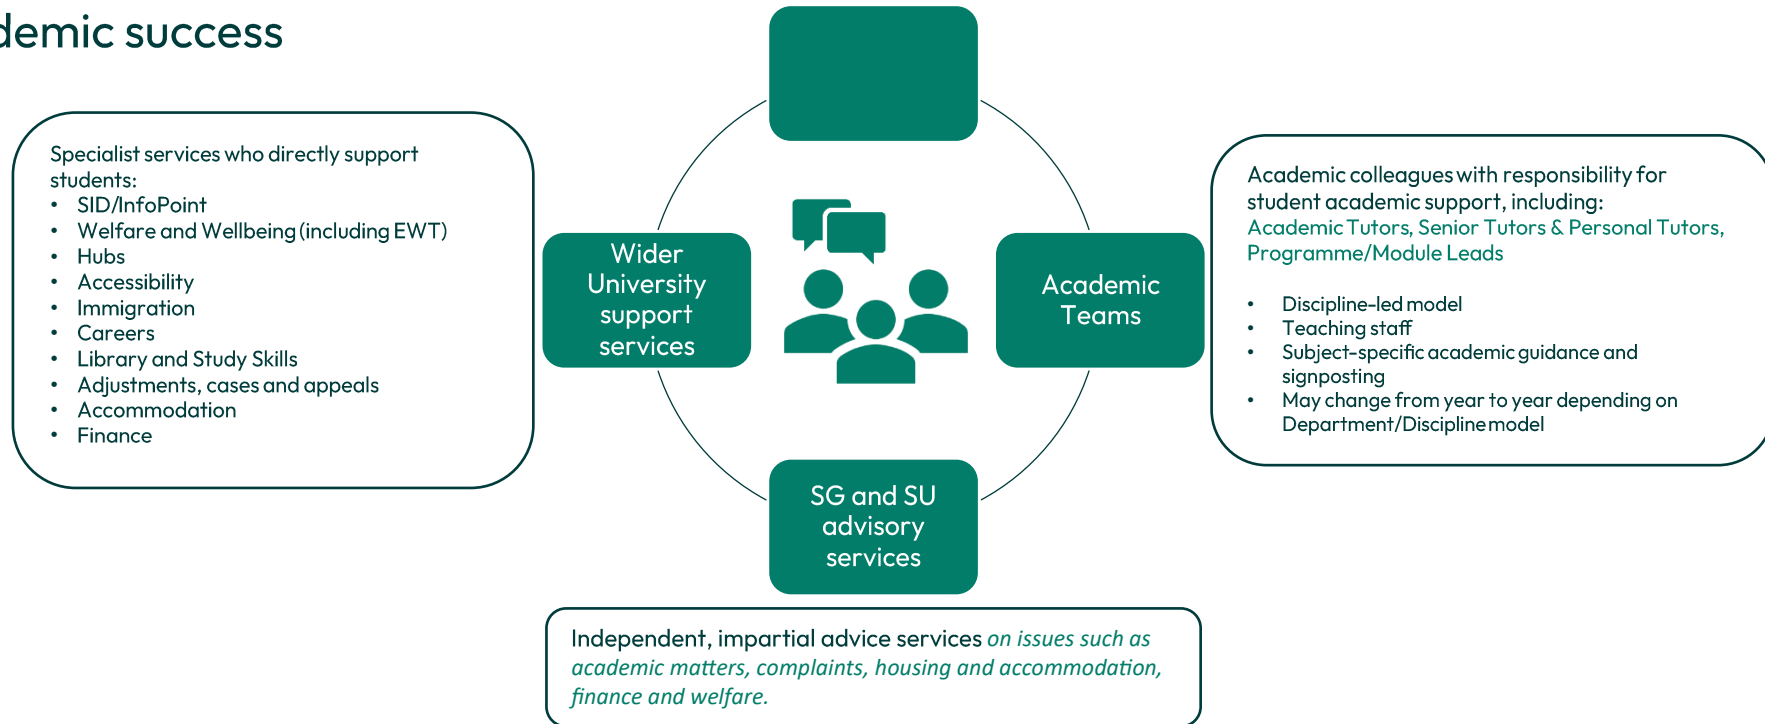 demic success
Specialist services who directly support
students:
• SID/InfoPoint
• Welfare and Wellbeing (including EWT)
• Hubs
• Accessibility
• Immigration
• Careers
• Library and Study Skills
• Adjustments, cases and appeals
• Accommodation
• Finance
Wider
University
support
services
Academic
Teams
Academic colleagues with responsibility for
student academic support, including:
Academic Tutors, Senior Tutors & Personal Tutors,
Programme/Module Leads
• Discipline-led model
• Teaching staff
• Subject-specific academic guidance and
signposting
• May change from year to year depending on
Department/Discipline model
SG and SU
advisory
services
Independent, impartial advice services on issues such as
academic matters, complaints, housing and accommodation,
finance and welfare.